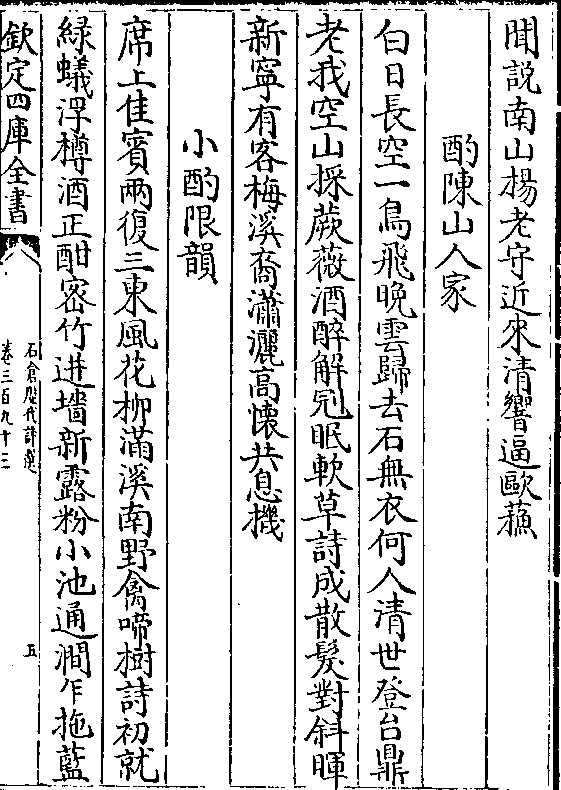 聞說南山楊老守近來清響逼歐蘓
酌陳山人家
白日長空一鳥飛晚雲歸去石無衣何人清世登台鼎
老我空山採蕨薇酒醉解冠眠軟草詩成散髮對斜暉
新寧有客梅溪裔瀟灑高懷共息機
小酌限韻
席上佳賓兩復三東風花柳滿溪南野禽啼樹詩初就
綠蟻浮樽酒正酣宻竹迸墻新露粉小池通澗乍拖藍
欽定四庫全書
石倉歷代詩選
卷三百九十三
五